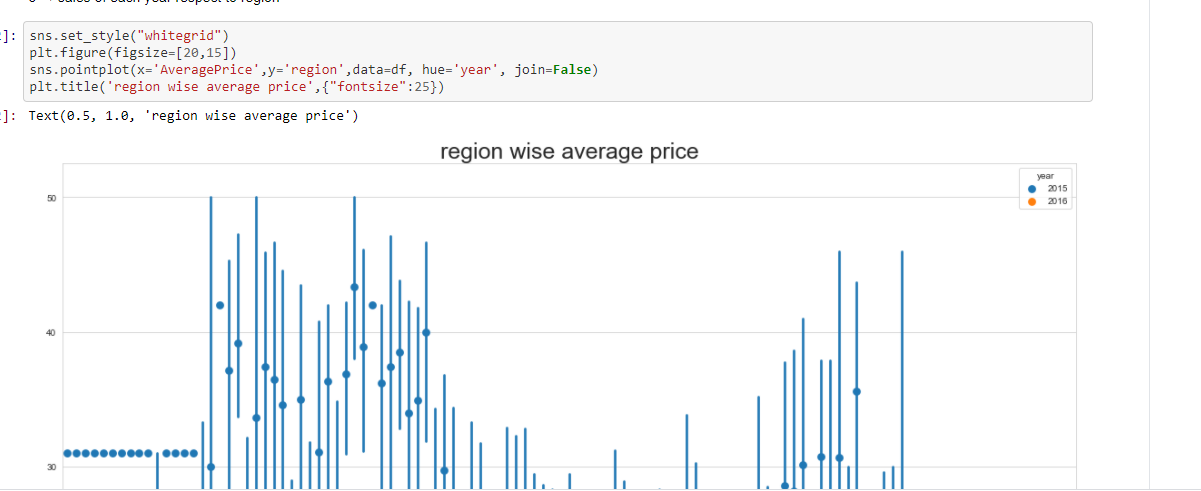 ]: sns.set_style("whitegrid")
plt.figure(figsize=[20,15])
sns.pointplot(x='AveragePrice',y='region',data=df, hue='year', join=False)
plt.title('region wise average price',{"fontsize":25})
]: Text(0.5, 1.0, 'region wise average price')
region wise average price
year
2015
2016
50
40
30